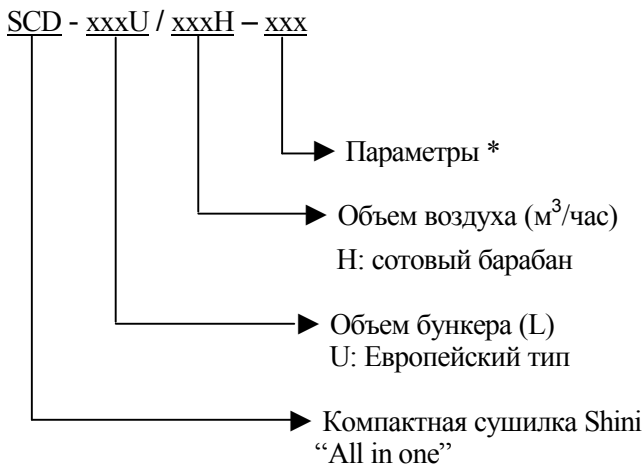 SCD - xxxU / xxxH – xxx
Параметры *
Объем воздуха (м³/час)
H: сотовый барабан
Объем бункера (L)
U: Европейский тип
Компактная сушилка Shini
“All in one”